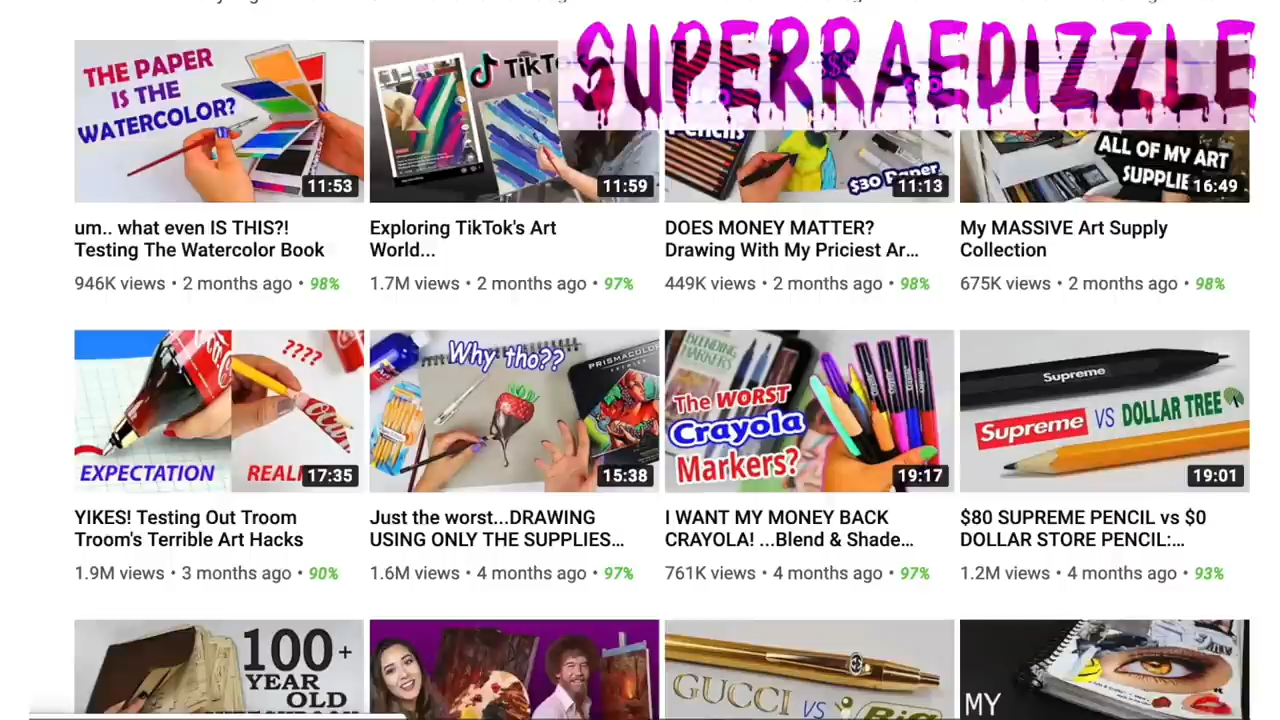 SUPERRAEDIZZLE
THE PAPER
IS THE
WATERCOLOR?
11:53
TikT
11:59
Pencils
$30 Paper
11:13
ALL OF MY ART
SUPPLIE
16:49
um.. what even IS THIS?!
Testing The Watercolor Book
946K views • 2 months ago • 98%
Exploring TikTok's Art
World...
1.7M views • 2 months ago • 97%
DOES MONEY MATTER?
Drawing With My Priciest Ar...
449K views • 2 months ago • 98%
My MASSIVE Art Supply
Collection
675K views • 2 months ago • 98%
????
EXPECTATION
REALI
17:35
Why tho??
PRISMACOLOR
15:38
BLENDING
MARKERS
The WORST
Crayola
Markers?
19:17
Supreme
Supreme VS DOLLAR TREE
19:01
YIKES! Testing Out Troom
Troom's Terrible Art Hacks
1.9M views • 3 months ago • 90%
Just the worst...DRAWING
USING ONLY THE SUPPLIES...
1.6M views • 4 months ago • 97%
I WANT MY MONEY BACK
CRAYOLA! ...Blend & Shade...
761K views • 4 months ago • 97%
$80 SUPREME PENCIL vs $0
DOLLAR STORE PENCIL:...
1.2M views • 4 months ago • 93%
100+
YEAR
OLD
GUCCI VS Big
MY